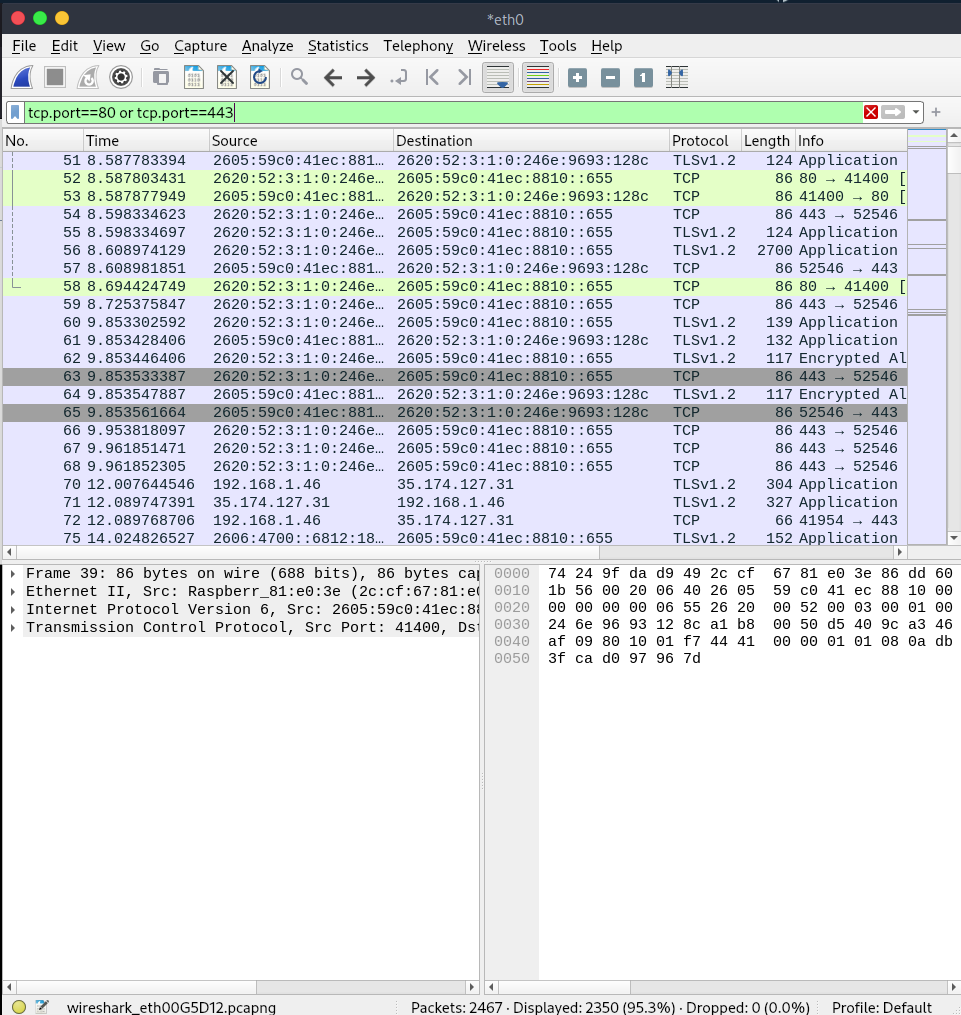 *eth0
File Edit View Go Capture Analyze Statistics Telephony Wireless Tools Help
tcp.port==80 or tcp.port==443
No. Time Source Destination Protocol Length Info
51 8.587783394 2605:59c0:41ec:881… 2620:52:3:1:0:246e:9693:128c TLSv1.2 124 Application
52 8.587803431 2620:52:3:1:0:246e… 2605:59c0:41ec:8810::655 TCP 86 80 → 41400 [
53 8.587877949 2605:59c0:41ec:881… 2620:52:3:1:0:246e:9693:128c TCP 86 41400 → 80 [
54 8.598334623 2620:52:3:1:0:246e… 2605:59c0:41ec:8810::655 TCP 86 443 → 52546
55 8.598334697 2620:52:3:1:0:246e… 2605:59c0:41ec:8810::655 TLSv1.2 124 Application
56 8.608974129 2620:52:3:1:0:246e… 2605:59c0:41ec:8810::655 TLSv1.2 2700 Application
57 8.608981851 2605:59c0:41ec:881… 2620:52:3:1:0:246e:9693:128c TCP 86 52546 → 443
58 8.694424749 2620:52:3:1:0:246e… 2605:59c0:41ec:8810::655 TCP 86 80 → 41400 [
59 8.725375847 2620:52:3:1:0:246e… 2605:59c0:41ec:8810::655 TCP 86 443 → 52546
60 9.853302592 2620:52:3:1:0:246e… 2605:59c0:41ec:8810::655 TLSv1.2 139 Application
61 9.853428406 2605:59c0:41ec:881… 2620:52:3:1:0:246e:9693:128c TLSv1.2 132 Application
62 9.853446406 2620:52:3:1:0:246e… 2605:59c0:41ec:8810::655 TLSv1.2 117 Encrypted Al
63 9.853533387 2620:52:3:1:0:246e… 2605:59c0:41ec:8810::655 TCP 86 443 → 52546
64 9.853547887 2605:59c0:41ec:881… 2620:52:3:1:0:246e:9693:128c TLSv1.2 117 Encrypted Al
65 9.853561664 2605:59c0:41ec:881… 2620:52:3:1:0:246e:9693:128c TCP 86 52546 → 443
66 9.953818097 2620:52:3:1:0:246e… 2605:59c0:41ec:8810::655 TCP 86 443 → 52546
67 9.961851471 2620:52:3:1:0:246e… 2605:59c0:41ec:8810::655 TCP 86 443 → 52546
68 9.961852305 2620:52:3:1:0:246e… 2605:59c0:41ec:8810::655 TCP 86 443 → 52546
70 12.007644546 192.168.1.46 35.174.127.31 TLSv1.2 304 Application
71 12.089747391 35.174.127.31 192.168.1.46 TLSv1.2 327 Application
72 12.089768706 192.168.1.46 35.174.127.31 TCP 66 41954 → 443
75 14.024826527 2606:4700::6812:18… 2605:59c0:41ec:8810::655 TLSv1.2 152 Application
Frame 39: 86 bytes on wire (688 bits), 86 bytes cap
Ethernet II, Src: Raspberr_81:e0:3e (2c:cf:67:81:e0
Internet Protocol Version 6, Src: 2605:59c0:41ec:88
Transmission Control Protocol, Src Port: 41400, Dst
0000 74 24 9f da d9 49 2c cf 67 81 e0 3e 86 dd 60
0010 1b 56 00 20 06 40 26 05 59 c0 41 ec 88 10 00
0020 00 00 00 00 06 55 26 20 00 52 00 03 00 01 00
0030 24 6e 96 93 12 8c a1 b8 00 50 d5 40 9c a3 46
0040 af 09 80 10 01 f7 44 41 00 00 01 01 08 0a db
0050 3f ca d0 97 96 7d
wireshark_eth00G5D12.pcapng Packets: 2467 · Displayed: 2350 (95.3%) · Dropped: 0 (0.0%) Profile: Default